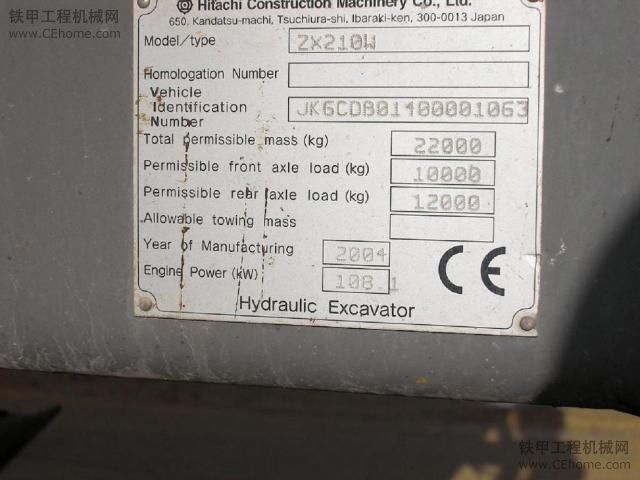 铁甲工程机械网
www.CEhome.com
Hitachi Construction Machinery Co., Ltd.
650, Kandatsu-machi, Tsuchiura-shi, Ibaraki-ken, 300-0013 Japan
Model/type ZX210W
Homologation Number
Vehicle
Identification JK6CDB01400001063
Number
Total permissible mass (kg) 22000
Permissible front axle load (kg) 10000
Permissible rear axle load (kg) 12000
Allowable towing mass
Year of Manufacturing 2004
Engine Power (kW) 108.1
CE
Hydraulic Excavator
铁甲工程机械网
www.CEhome.com